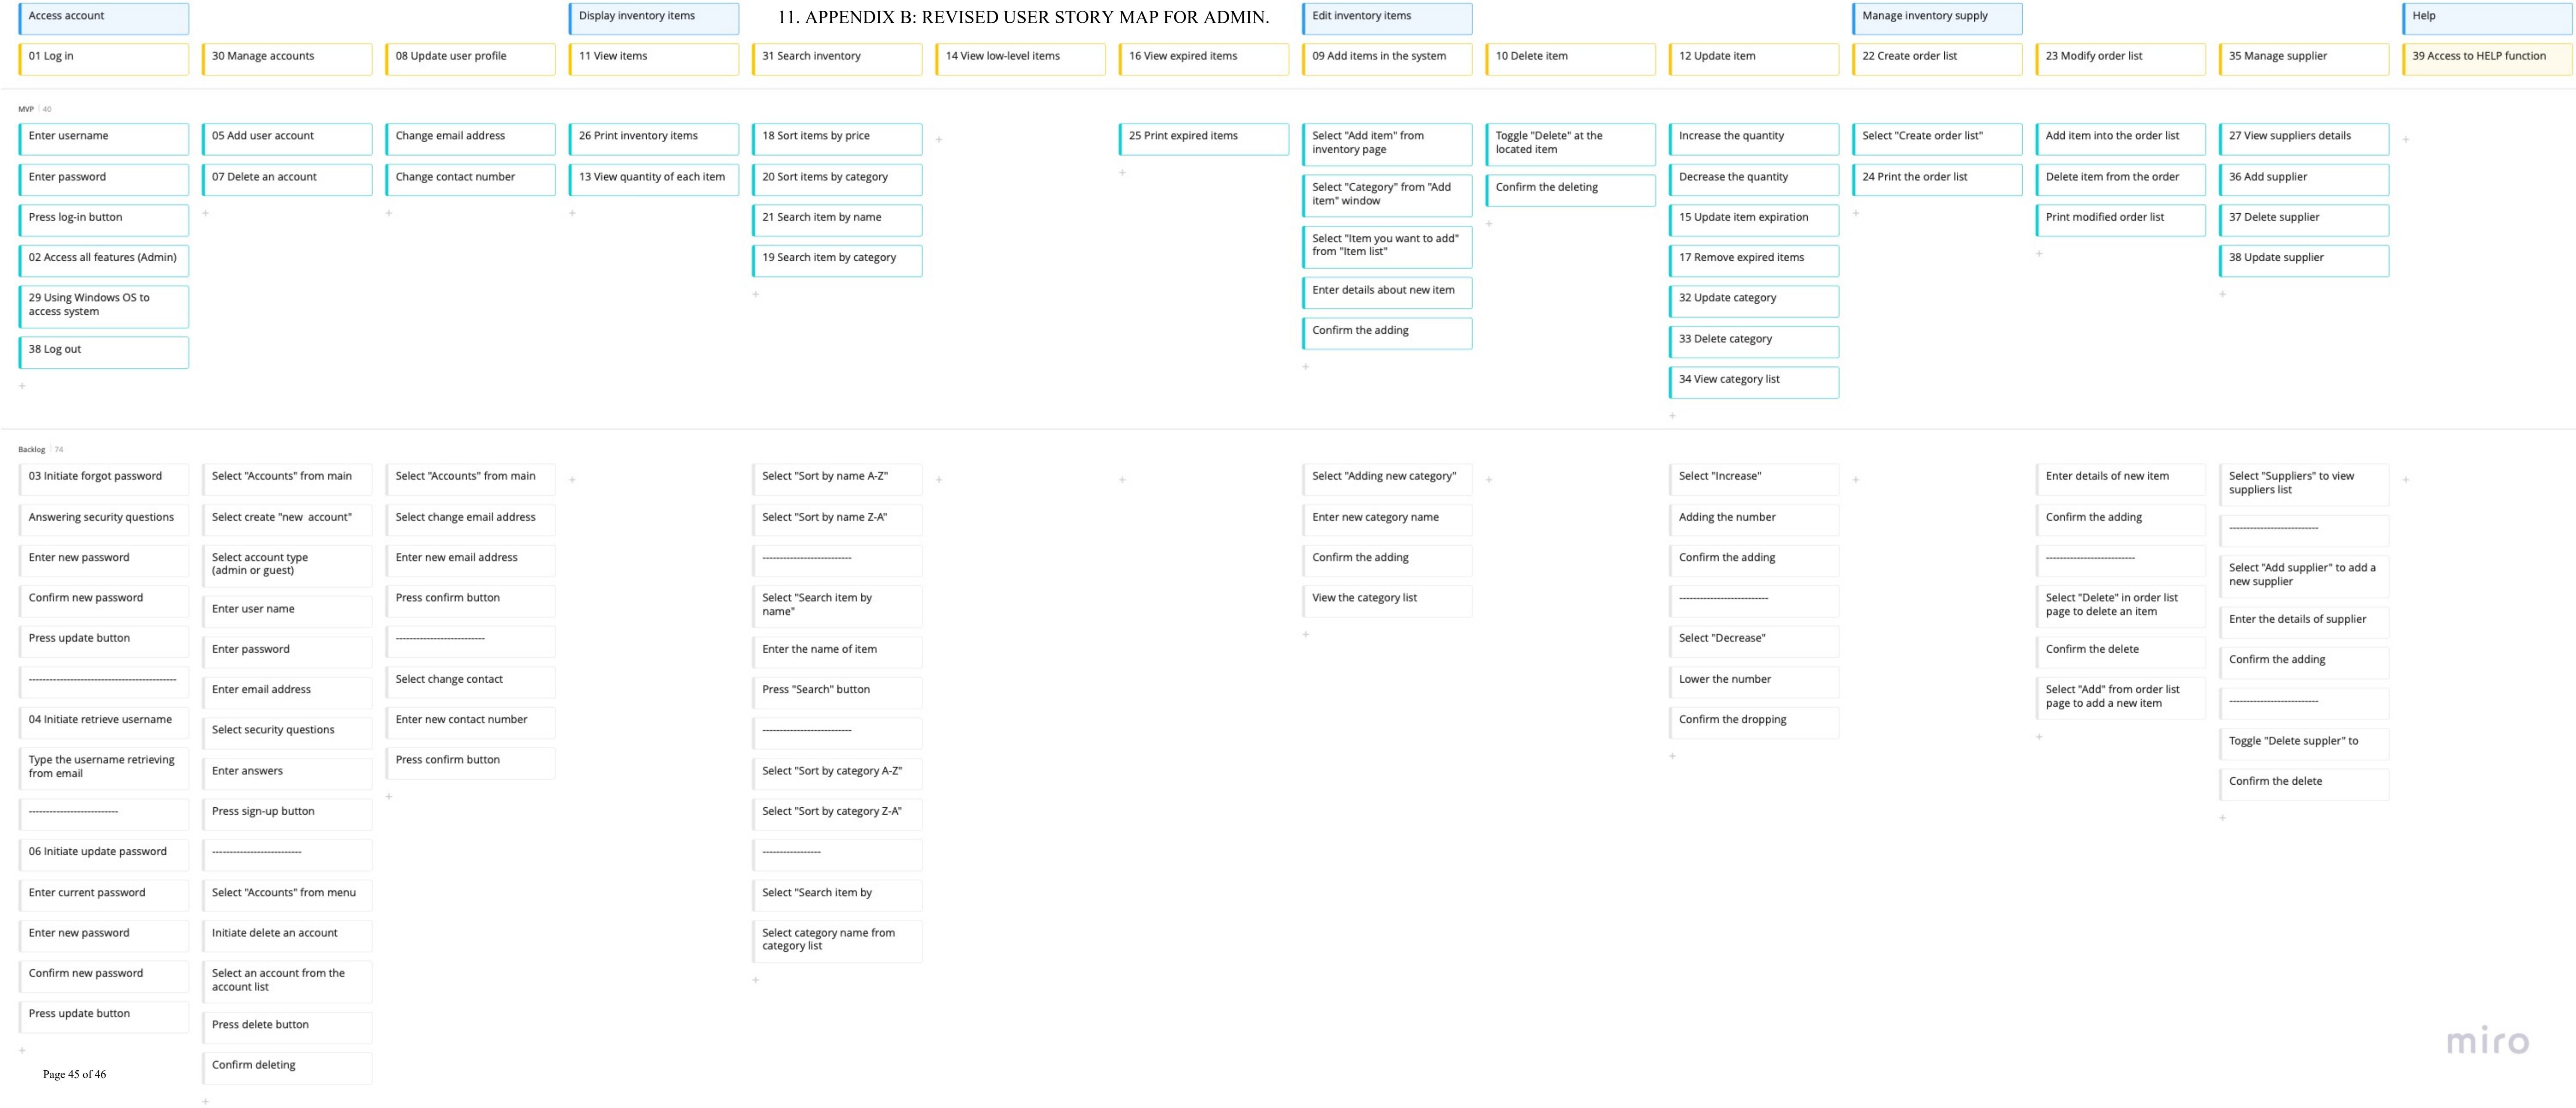 Access account
Display inventory items
11. APPENDIX B: REVISED USER STORY MAP FOR ADMIN.
Edit inventory items
Manage inventory supply
Help
01 Log in
30 Manage accounts
08 Update user profile
11 View items
31 Search inventory
14 View low-level items
16 View expired items
09 Add items in the system
10 Delete item
12 Update item
22 Create order list
23 Modify order list
35 Manage supplier
39 Access to HELP function
MVP 40
Enter username
Enter password
Press log-in button
02 Access all features (Admin)
29 Using Windows OS to
access system
38 Log out
05 Add user account
07 Delete an account
Change email address
Change contact number
26 Print inventory items
13 View quantity of each item
18 Sort items by price
20 Sort items by category
21 Search item by name
19 Search item by category
25 Print expired items
Select "Add item" from
inventory page
Select "Category" from "Add
item" window
Select "Item you want to add"
from "Item list"
Enter details about new item
Confirm the adding
Toggle "Delete" at the
located item
Confirm the deleting
Increase the quantity
Decrease the quantity
15 Update item expiration
17 Remove expired items
32 Update category
33 Delete category
34 View category list
Select "Create order list"
24 Print the order list
Add item into the order list
Delete item from the order
Print modified order list
27 View suppliers details
36 Add supplier
37 Delete supplier
38 Update supplier
Backlog 74
03 Initiate forgot password
Answering security questions
Enter new password
Confirm new password
Press update button
-------------------------------------------
04 Initiate retrieve username
Type the username retrieving
from email
--------------------------
06 Initiate update password
Enter current password
Enter new password
Confirm new password
Press update button
Select "Accounts" from main
Select create "new  account"
Select account type
(admin or guest)
Enter user name
Enter password
Enter email address
Select security questions
Enter answers
Press sign-up button
--------------------------
Select "Accounts" from menu
Initiate delete an account
Select an account from the
account list
Press delete button
Confirm deleting
Select "Accounts" from main
Select change email address
Enter new email address
Press confirm button
--------------------------
Select change contact
Enter new contact number
Press confirm button
Select "Sort by name A-Z"
Select "Sort by name Z-A"
--------------------------
Select "Search item by
name"
Enter the name of item
Press "Search" button
--------------------------
Select "Sort by category A-Z"
Select "Sort by category Z-A"
-----------------
Select "Search item by
Select category name from
category list
Select "Adding new category"
Enter new category name
Confirm the adding
View the category list
Select "Increase"
Adding the number
Confirm the adding
--------------------------
Select "Decrease"
Lower the number
Confirm the dropping
Enter details of new item
Confirm the adding
--------------------------
Select "Delete" in order list
page to delete an item
Confirm the delete
Select "Add" from order list
page to add a new item
Select "Suppliers" to view
suppliers list
--------------------------
Select "Add supplier" to add a
new supplier
Enter the details of supplier
Confirm the adding
--------------------------
Toggle "Delete suppler" to
Confirm the delete
miro
Page 45 of 46